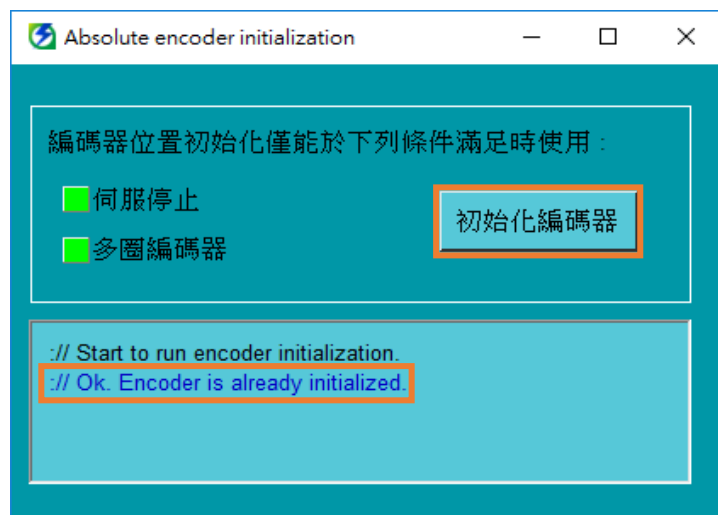 Absolute encoder initialization
編碼器位置初始化僅能於下列條件滿足時使用：
伺服停止
初始化編碼器
多圈編碼器
:// Start to run encoder initialization.
:// Ok. Encoder is already initialized.